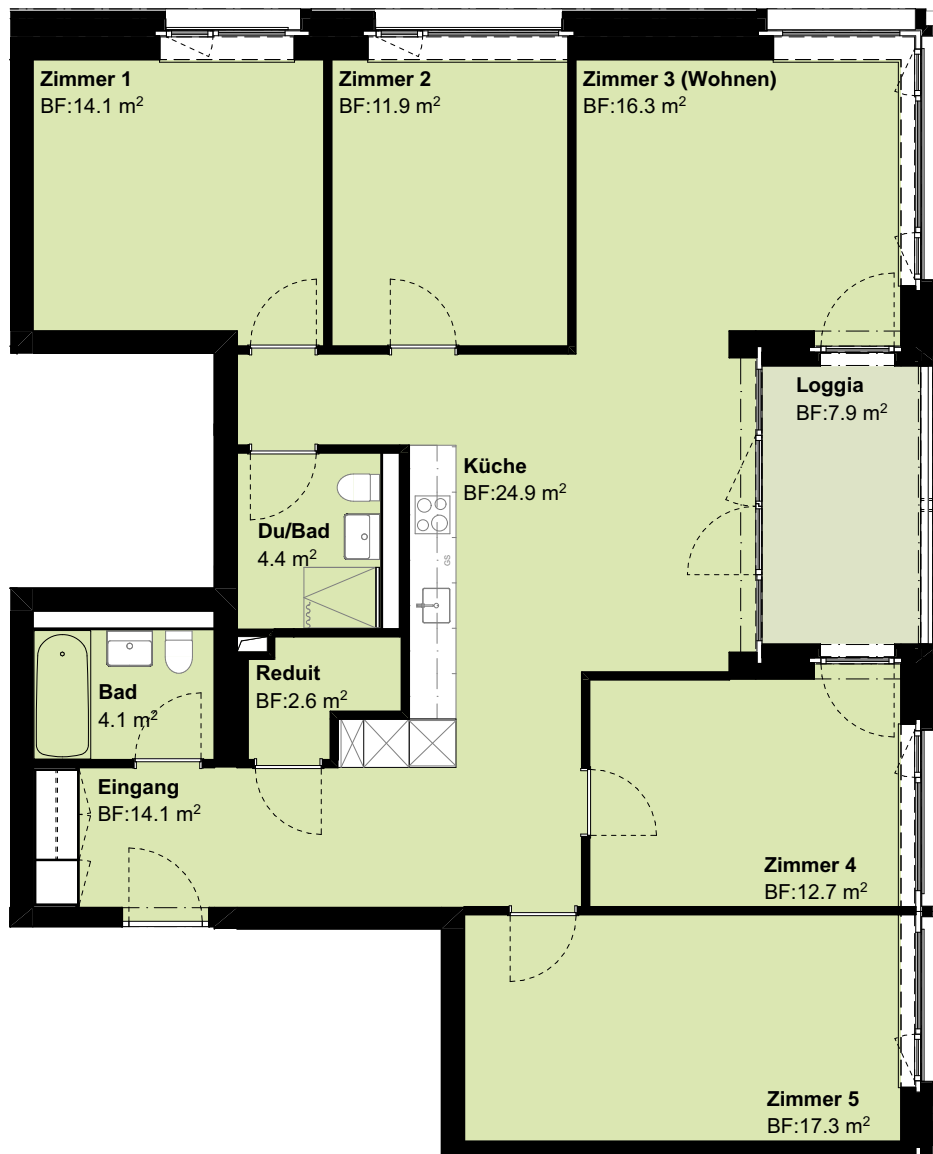 Zimmer 1
BF:14.1 m²
Zimmer 2
BF:11.9 m²
Zimmer 3 (Wohnen)
BF:16.3 m²
Loggia
BF:7.9 m²
Küche
BF:24.9 m²
Du/Bad
4.4 m²
GS
Reduit
BF:2.6 m²
Bad
4.1 m²
Eingang
BF:14.1 m²
Zimmer 4
BF:12.7 m²
Zimmer 5
BF:17.3 m²